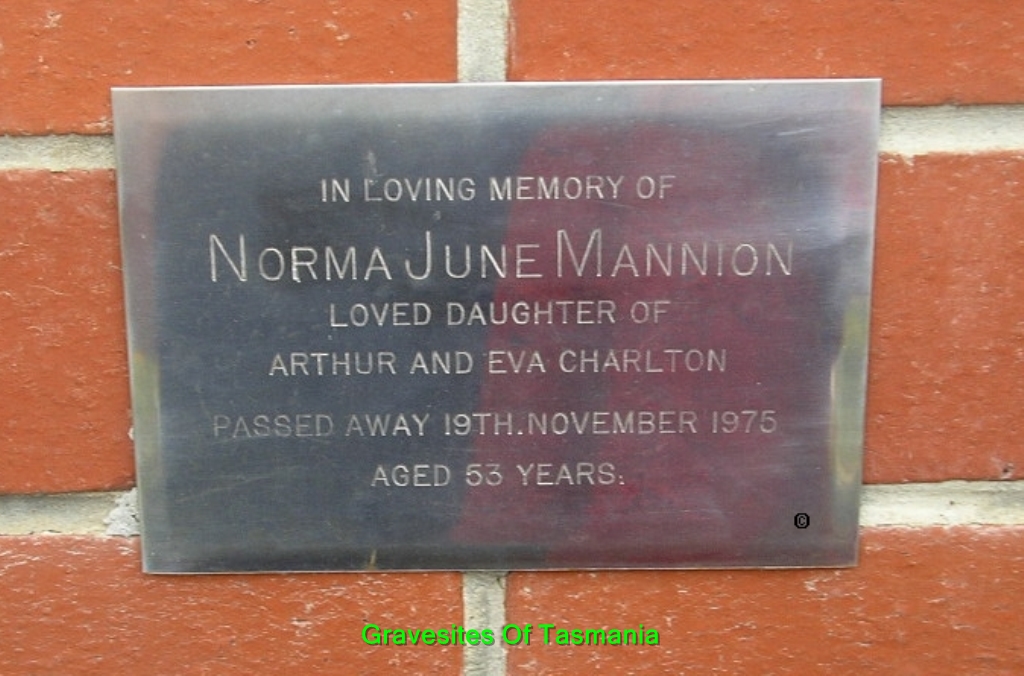 IN LOVING MEMORY OF
NORMA JUNE MANNION
LOVED DAUGHTER OF
ARTHUR AND EVA CHARLTON
PASSED AWAY 19TH. NOVEMBER 1975
AGED 53 YEARS.
©
Gravesites Of Tasmania